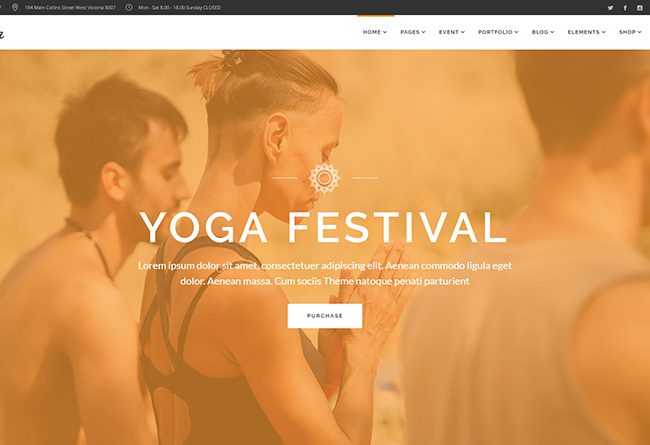 184 Main Collins Street West Victoria 8007 Mon - Sat 8.00 - 18.00 Sunday CLOSED
HOME PAGES EVENT PORTFOLIO BLOG ELEMENTS SHOP
YOGA FESTIVAL
Lorem ipsum dolor sit amet, consectetuer adipiscing elit. Aenean commodo ligula eget
dolor. Aenean massa. Cum sociis Theme natoque penati parturient
PURCHASE